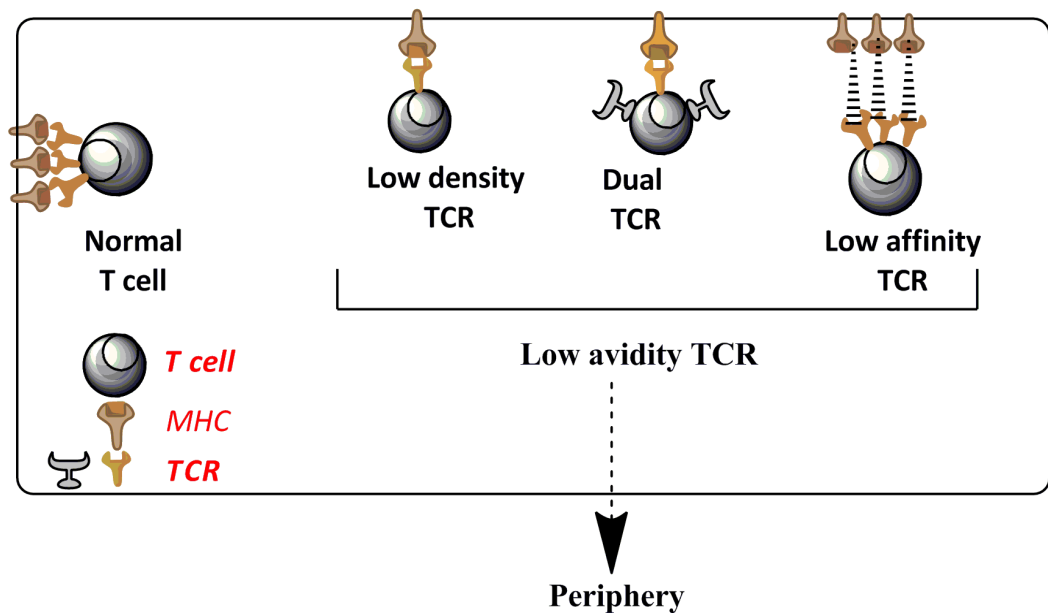 Normal
T cell
Low density
TCR
Dual
TCR
Low affinity
TCR
Low avidity TCR
T cell
MHC
TCR
Periphery